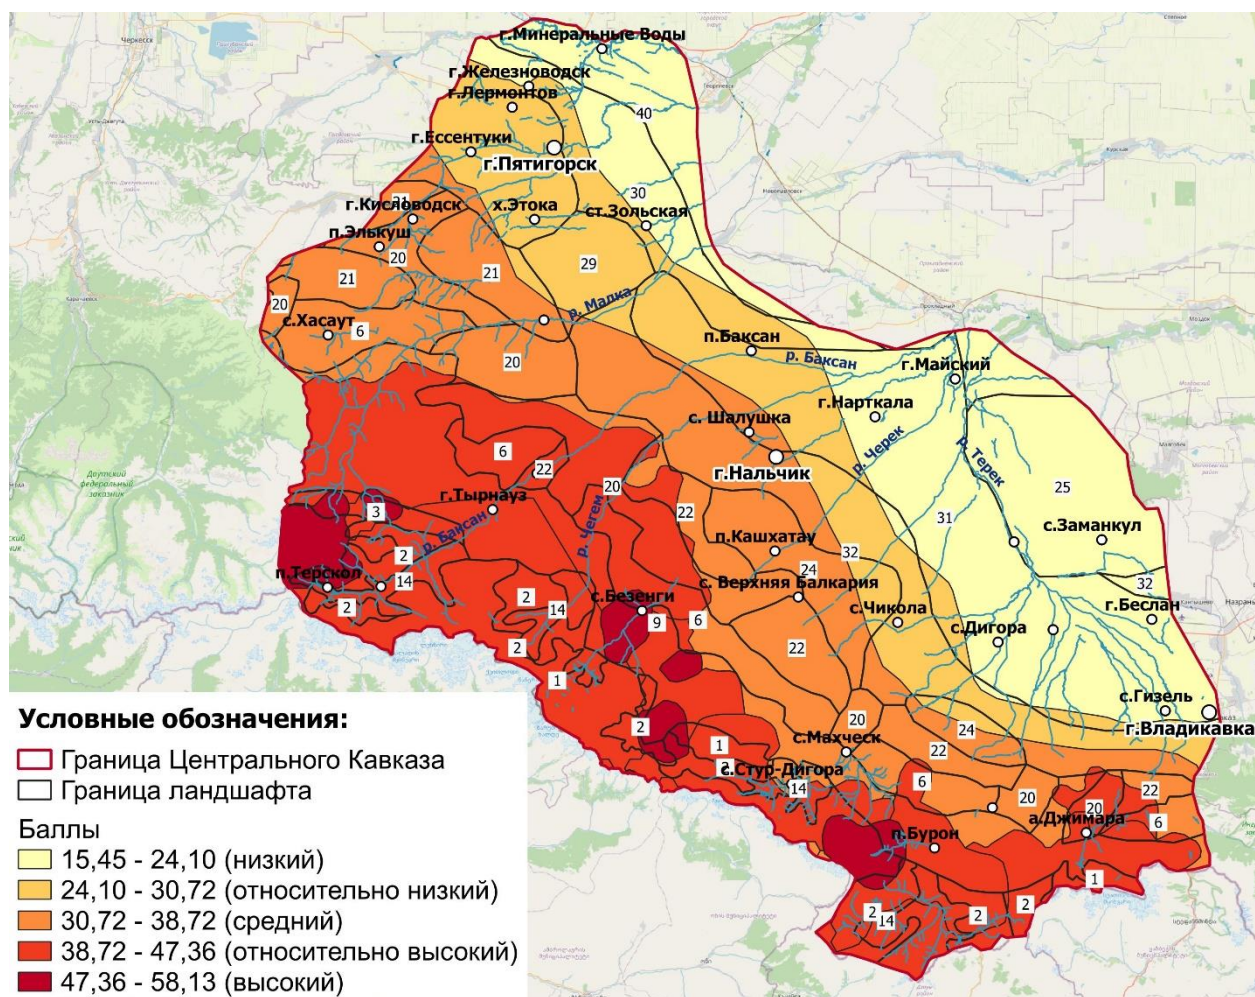 г.Минеральные Воды
г.Железноводск
г.Лермонтов
40
г.Ессентуки
г.Пятигорск
30
21
г.Кисловодск
х.Этока
ст.Зольская
п.Элькуш
20
21
21
29
20
с.Хасаут
6
р. Малка
20
п.Баксан
р. Баксан
г.Майский
г.Нарткала
с. Шалушка
р. Черек
р. Терек
6
22
г.Нальчик
20
25
г.Тырнауз
3
р. Баксан
р. Чегем
22
31
с.Заманкул
2
п.Кашхатау
32
24
п.Терскол
14
с. Верхняя Балкария
32
2
2
14
с.Безенги
9
6
с.Чикола
г.Беслан
с.Дигора
2
22
1
с.Гизель
2
1
20
24
г.Владикавка
с.Махческ
22
2
с.Стур-Дигора
14
6
20
20
22
6
а.Джимара
п.Бурон
1
2
14
2
2
Условные обозначения:
Граница Центрального Кавказа
Граница ландшафта
Баллы
15,45 - 24,10 (низкий)
24,10 - 30,72 (относительно низкий)
30,72 - 38,72 (средний)
38,72 - 47,36 (относительно высокий)
47,36 - 58,13 (высокий)